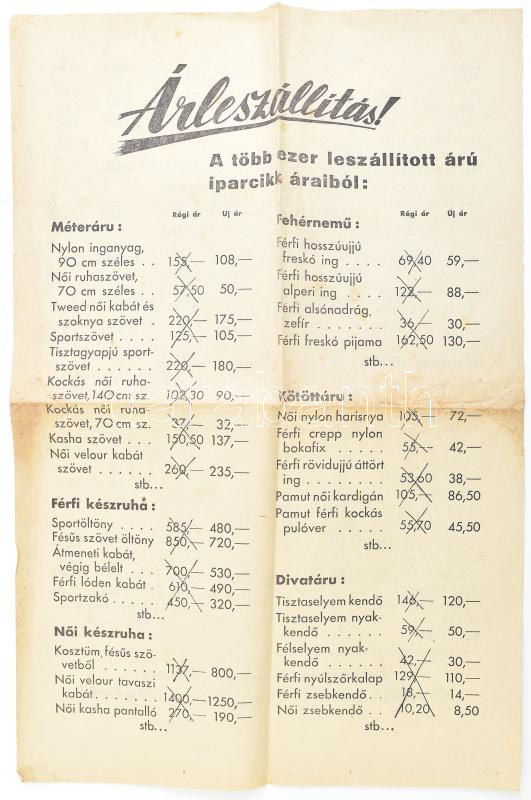 Árleszállítás!
A több ezer leszállított árú
iparcikk áraiból:
Régi ár Uj ár
Méteráru:
Nylon inganyag,
90 cm széles . . 155,— 108,—
Női ruhaszövet,
70 cm széles . . 57,50 50,—
Tweed női kabát és
szoknya szövet . 220,— 175,—
Sportszövet . . . . 125,— 105,—
Tisztagyapjú sport-
szövet . . . . . 220,— 180,—
Kockás női ruha-
szövet, 140 cm sz. 102,30 90,—
Kockás női ruha-
szövet, 70 cm sz. 37,— 32,—
Kasha szövet . . . 150,50 137,—
Női velour kabát
szövet . . . . . 260,— 235,—
stb...
Férfi készruha:
Sportöltöny . . . . 585,— 480,—
Fésűs szövet öltöny 850,— 720,—
Átmeneti kabát,
végig bélelt . . . 700,— 530,—
Férfi lóden kabát . 610,— 490,—
Sportzakó . . . . . 450,— 320,—
stb...
Női készruha:
Kosztüm, fésűs szö-
vetből . . . . . . 1137,— 800,—
Női velour tavaszi
kabát . . . . . . 1400,— 1250,—
Női kasha pantalló 270,— 190,—
stb...
Régi ár Uj ár
Fehérnemű:
Férfi hosszúujjú
freskó ing . . . . 69,40 59,—
Férfi hosszúujjú
alperi ing . . . . 122,— 88,—
Férfi alsónadrág,
zefír . . . . . . 36,— 30,—
Férfi freskó pijama 162,50 130,—
stb...
Kötöttáru:
Női nylon harisnya 105,— 72,—
Férfi crepp nylon
bokafix . . . . . 55,— 42,—
Férfi rövidujjú áttört
ing . . . . . . . 53,60 38,—
Pamut női kardigán 105,— 86,50
Pamut férfi kockás
pulóver . . . . . 55,70 45,50
stb...
Divatáru:
Tisztaselyem kendő 146,— 120,—
Tisztaselyem nyak-
kendő . . . . . . 59,— 50,—
Félselyem nyak-
kendő . . . . . . 42,— 30,—
Férfi nyúlszőrkalap 129,— 110,—
Férfi zsebkendő . . 18,— 14,—
Női zsebkendő . . 10,20 8,50
stb...
darabanth